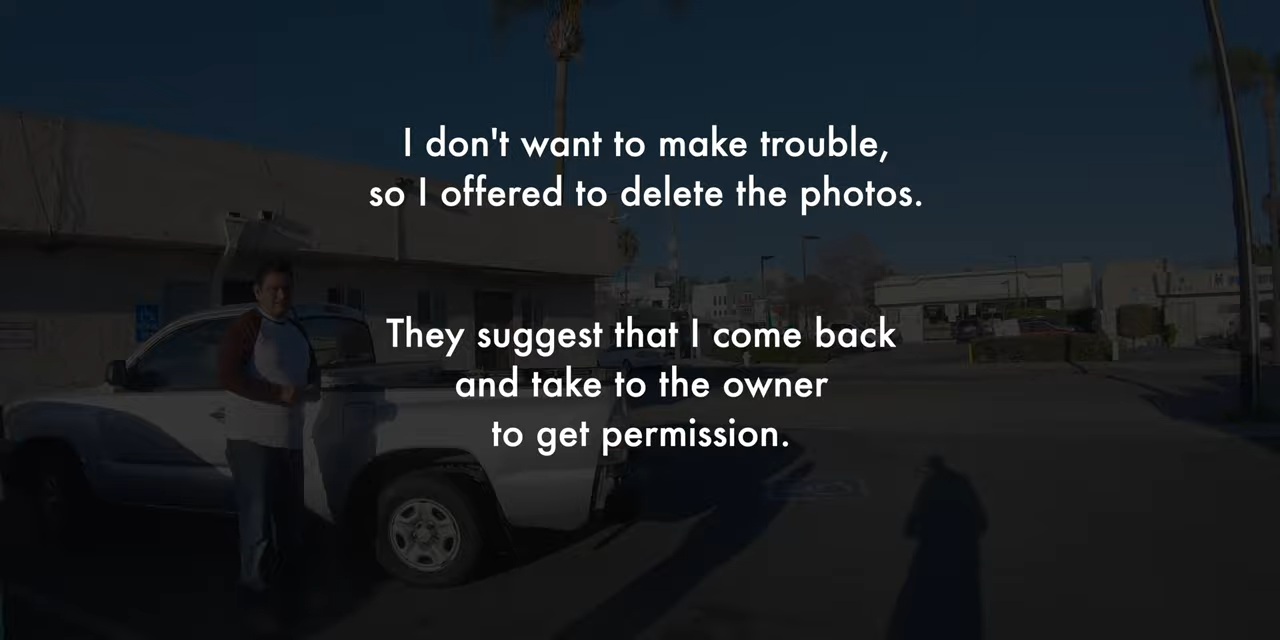 I don't want to make trouble,
so I offered to delete the photos.
They suggest that I come back
and take to the owner
to get permission.